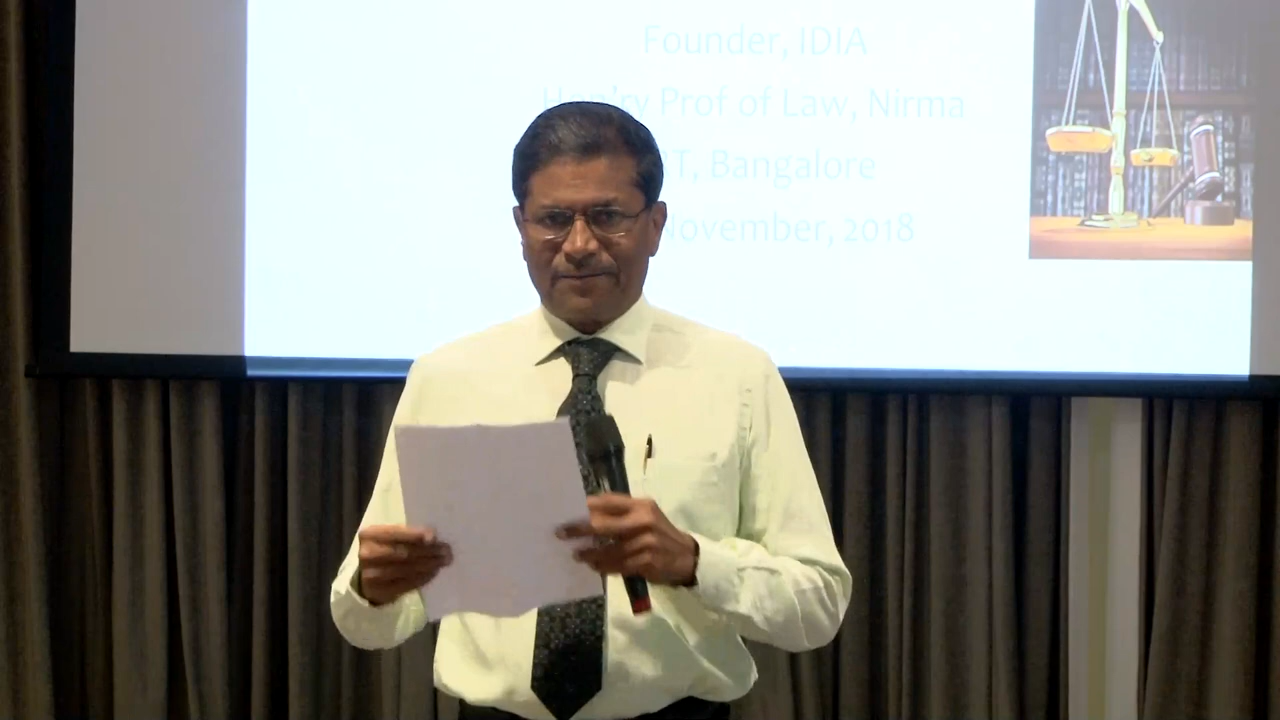 Founder, IDIA
Hon'ry Prof of Law, Nirma
Bangalore
November, 2018